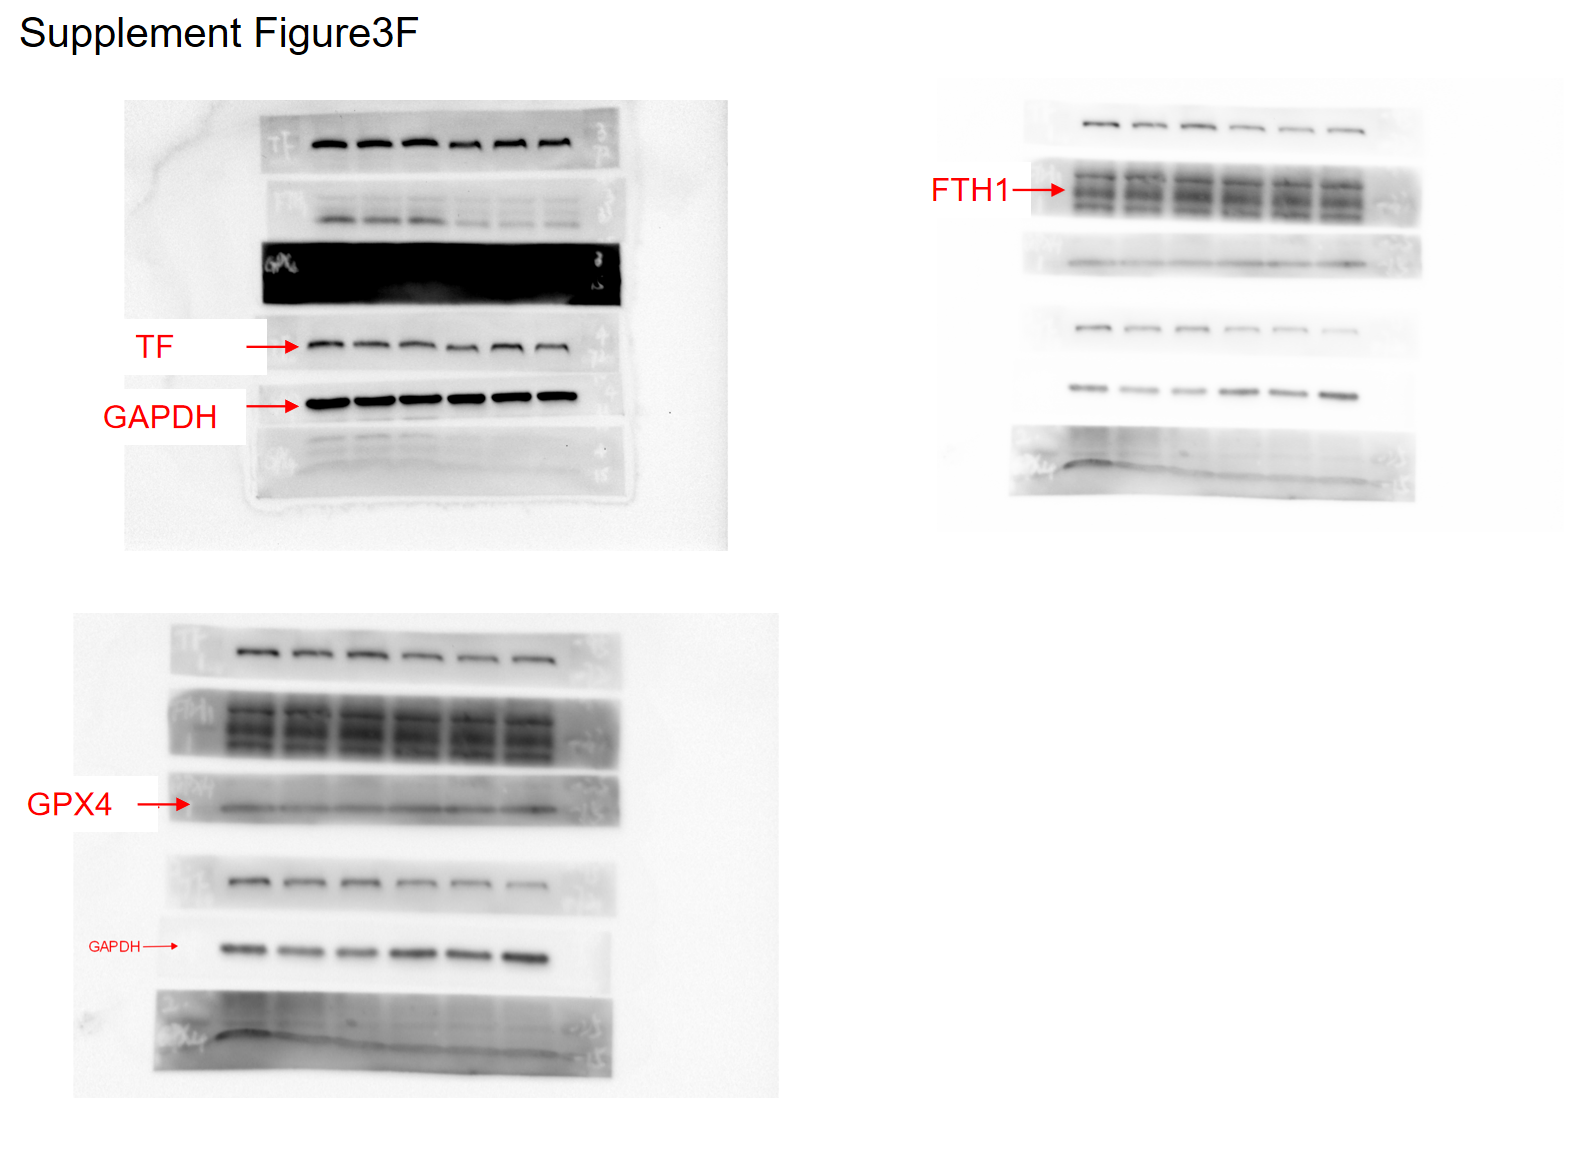 Supplement Figure3F
TF
GAPDH
FTH1
GPX4
GAPDH